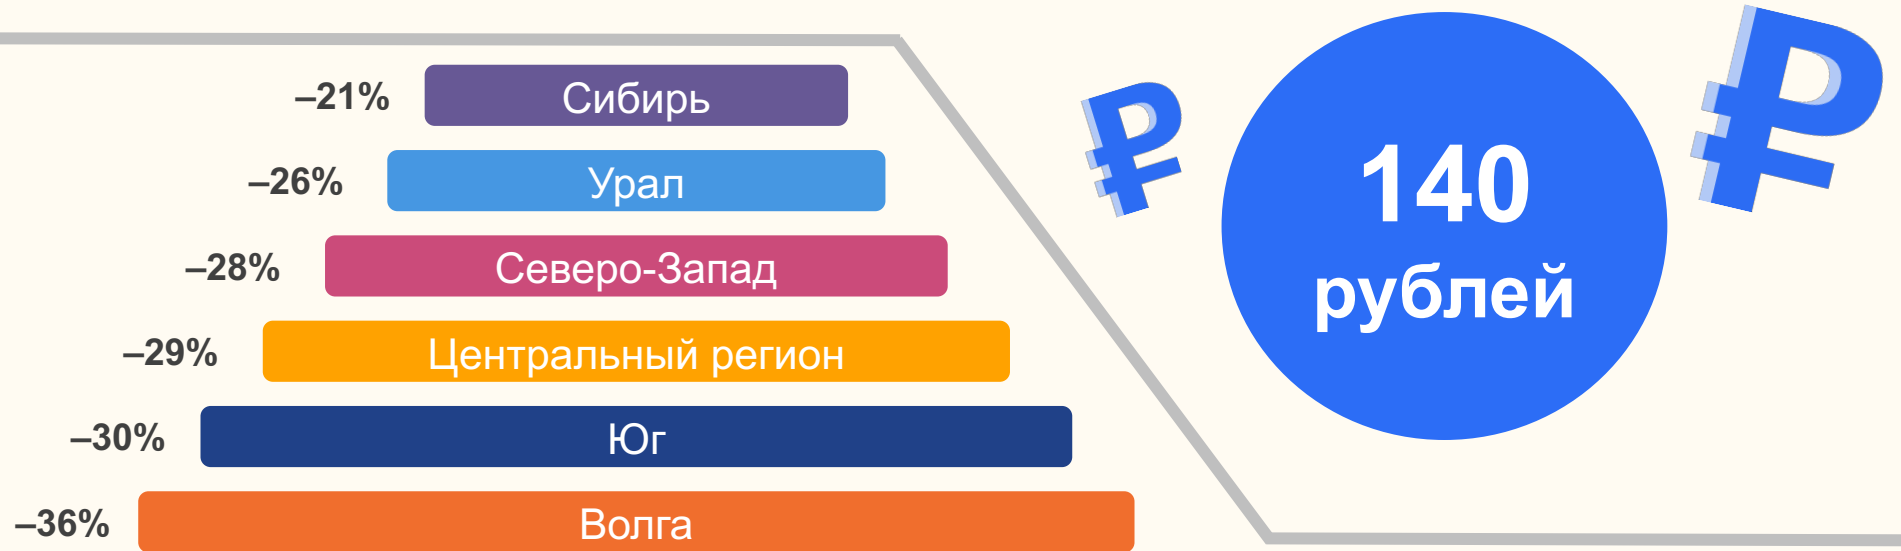 –21% Сибирь
–26% Урал
–28% Северо-Запад
–29% Центральный регион
–30% Юг
–36% Волга
140
рублей